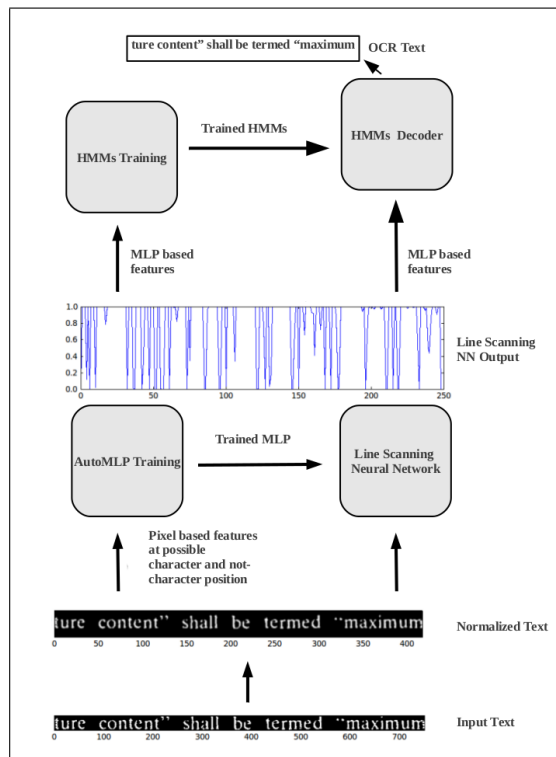 ture content” shall be termed “maximum
OCR Text
Trained HMMs
HMMs Training
HMMs Decoder
MLP based
features
MLP based
features
1.0
0.8
0.6
0.4
0.2
0.0
0 50 100 150 200 250
Line Scanning
NN Output
Trained MLP
AutoMLP Training
Line Scanning
Neural Network
Pixel based features
at possible
character and not-
character position
ture content” shall be termed “maximum
0 50 100 150 200 250 300 350 400
Normalized Text
ture content” shall be termed “maximum
0 100 200 300 400 500 600 700
Input Text